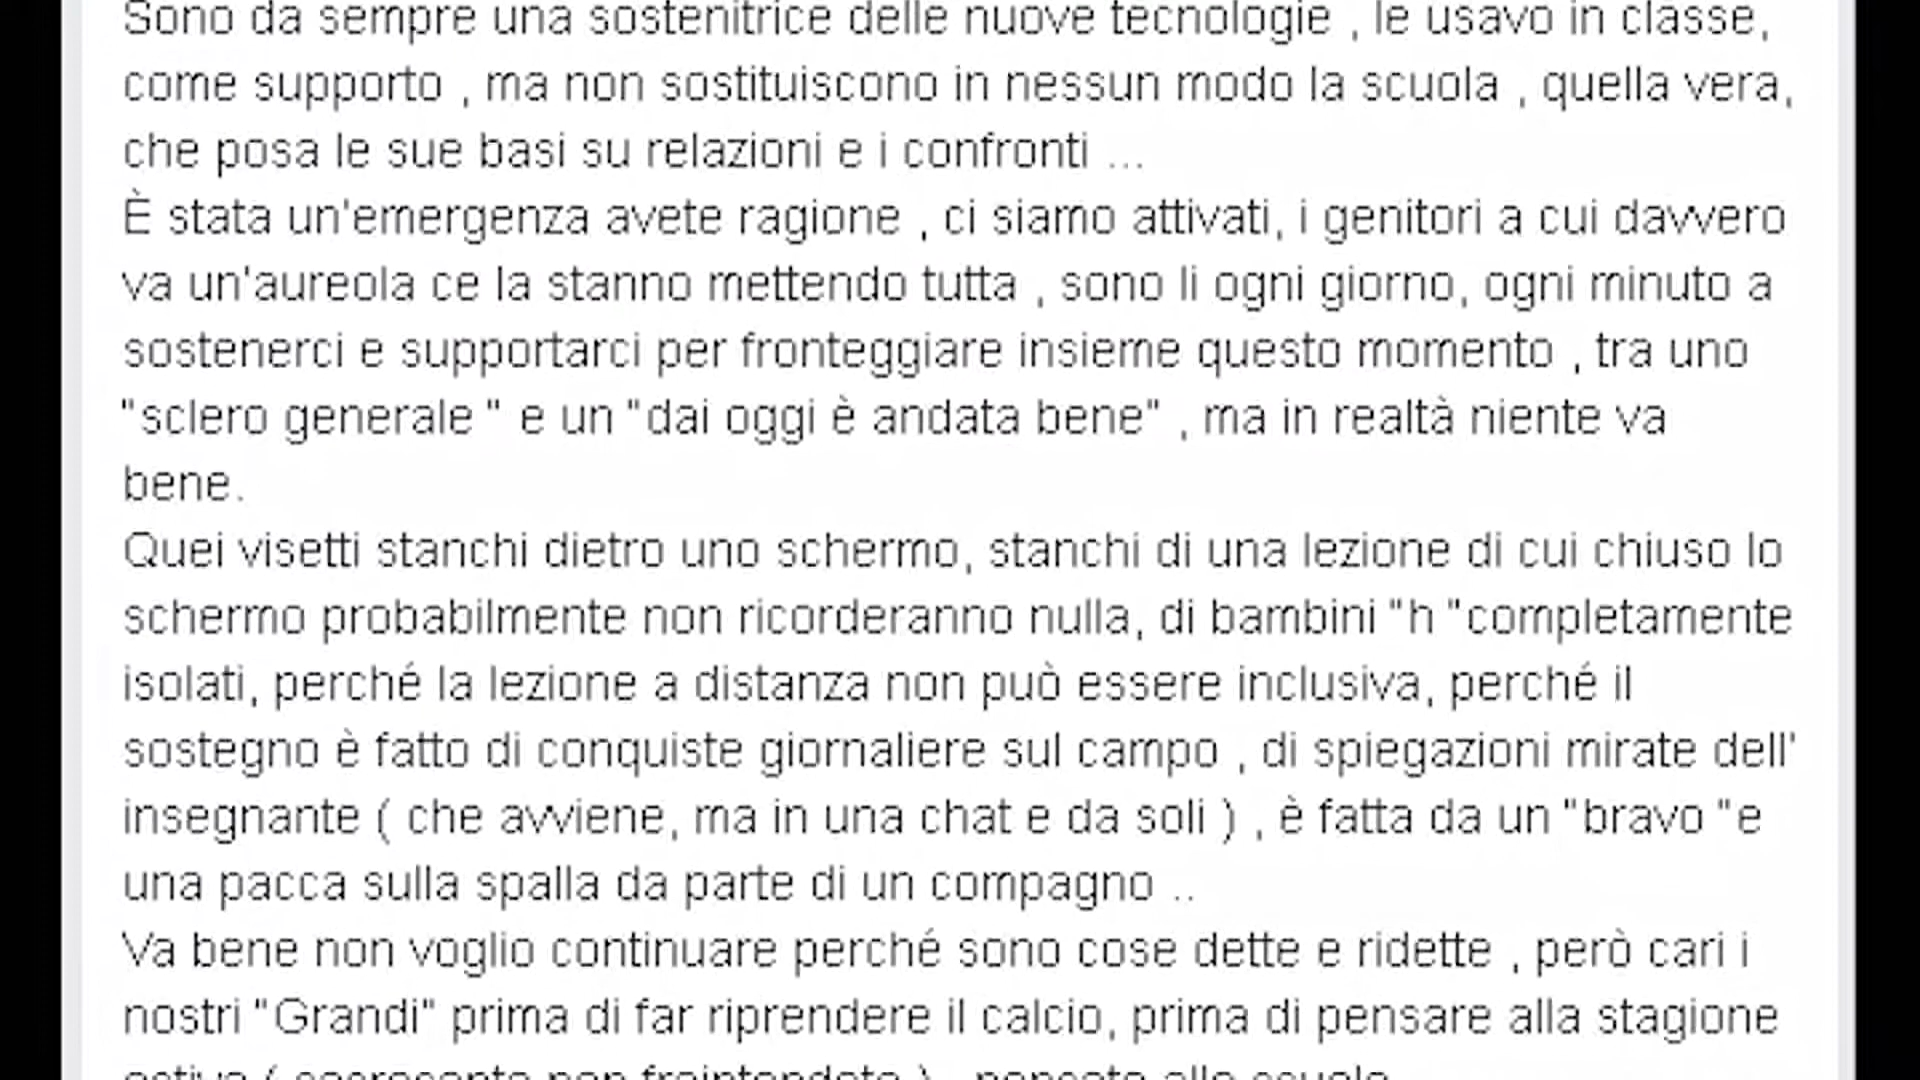 Sono da sempre una sostenitrice delle nuove tecnologie , le usavo in classe,
come supporto , ma non sostituiscono in nessun modo la scuola , quella vera,
che posa le sue basi su relazioni e i confronti ...
È stata un'emergenza avete ragione , ci siamo attivati, i genitori a cui davvero
va un'aureola ce la stanno mettendo tutta , sono li ogni giorno, ogni minuto a
sostenerci e supportarci per fronteggiare insieme questo momento , tra uno
"sclero generale " e un "dai oggi è andata bene" , ma in realtà niente va
bene.
Quei visetti stanchi dietro uno schermo, stanchi di una lezione di cui chiuso lo
schermo probabilmente non ricorderanno nulla, di bambini "h "completamente
isolati, perché la lezione a distanza non può essere inclusiva, perché il
sostegno è fatto di conquiste giornaliere sul campo , di spiegazioni mirate dell'
insegnante ( che avviene, ma in una chat e da soli ) , è fatta da un "bravo "e
una pacca sulla spalla da parte di un compagno ..
Va bene non voglio continuare perché sono cose dette e ridette , però cari i
nostri "Grandi" prima di far riprendere il calcio, prima di pensare alla stagione
estiva ( sacrosanta non fraintendete ) , pensate alla scuola